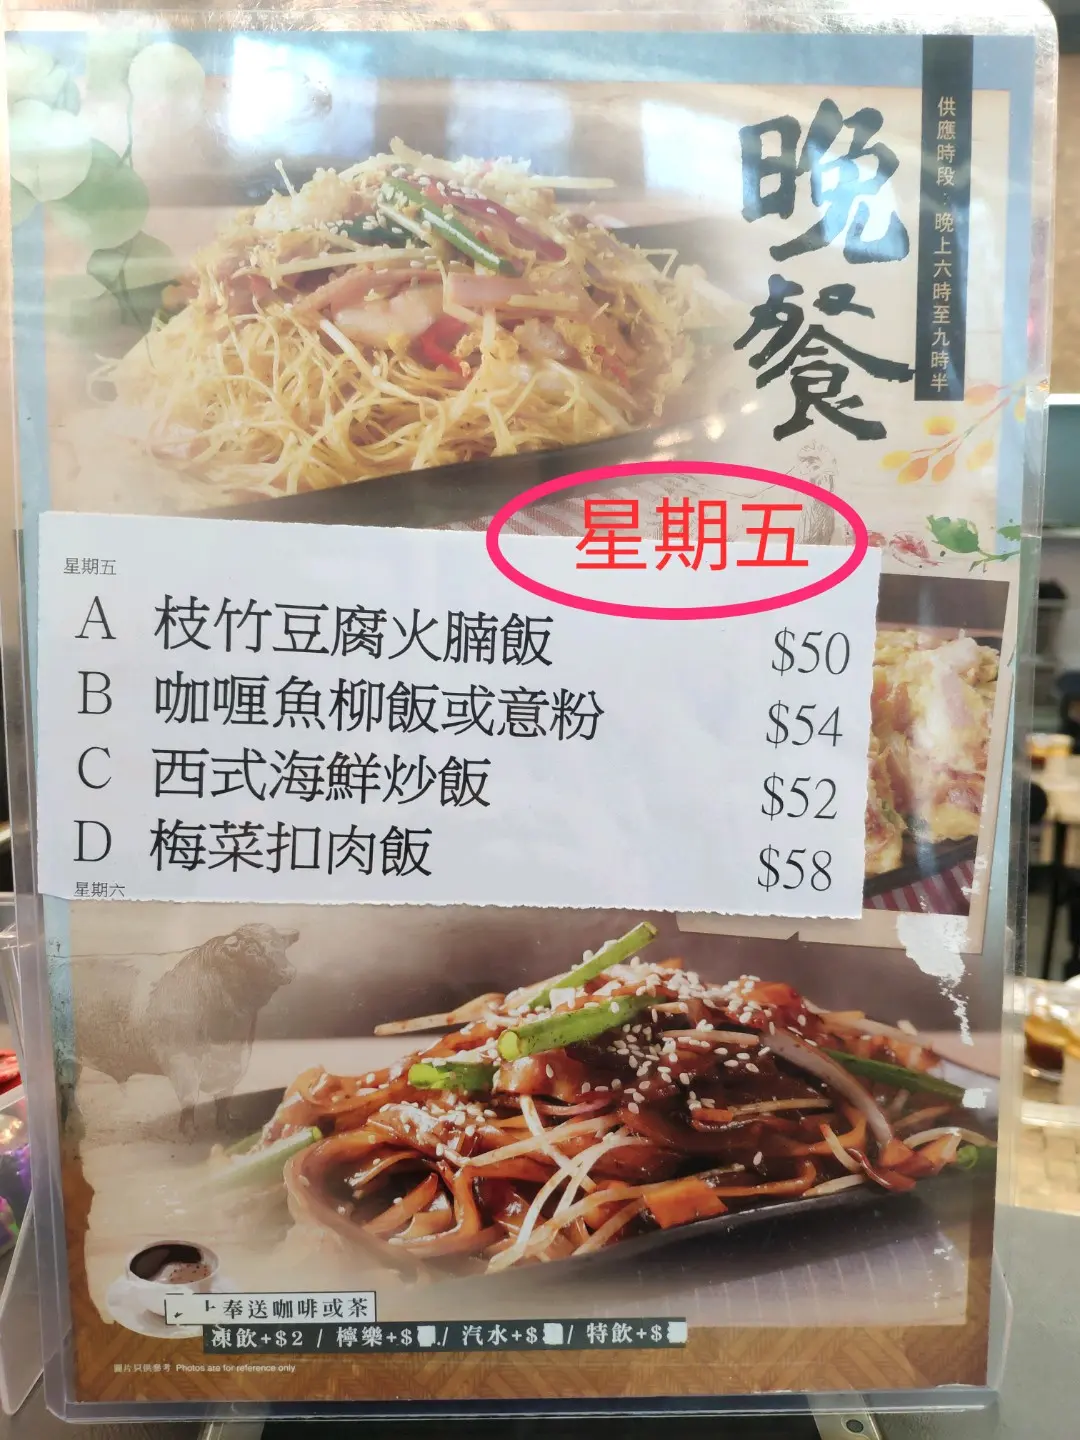 晚餐
供應時段：晚上六時至九時半
星期五
星期五
A 枝竹豆腐火腩飯 $50
B 咖喱魚柳飯或意粉 $54
C 西式海鮮炒飯 $52
D 梅菜扣肉飯 $58
星期六
上奉送咖啡或茶
凍飲+$2 / 檸樂+$ / 汽水+$ / 特飲+$
圖片只供參考 Photos are for reference only